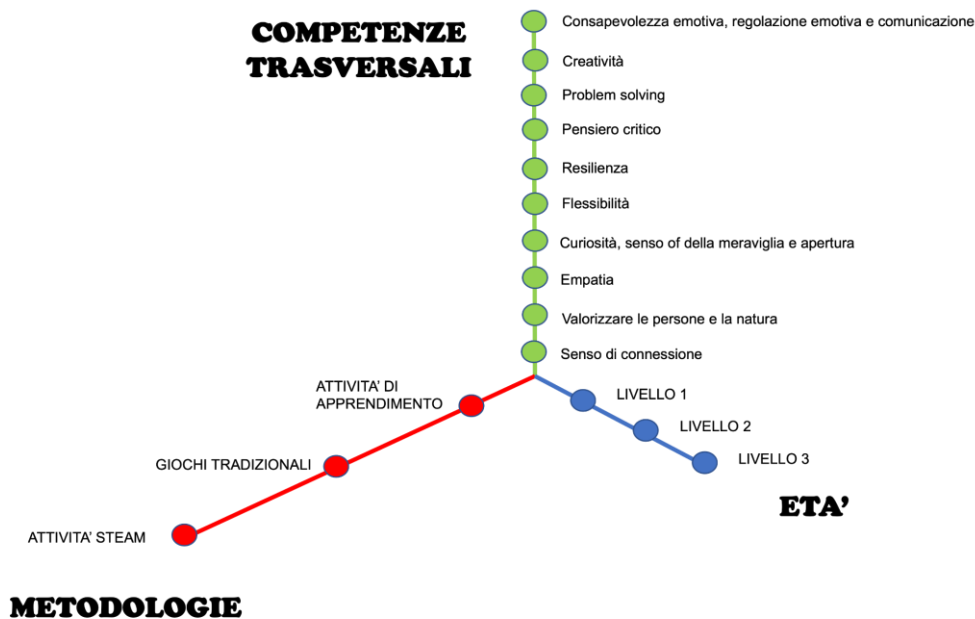 COMPETENZE
TRASVERSALI
Consapevolezza emotiva, regolazione emotiva e comunicazione
Creatività
Problem solving
Pensiero critico
Resilienza
Flessibilità
Curiosità, senso of della meraviglia e apertura
Empatia
Valorizzare le persone e la natura
Senso di connessione
ATTIVITA' DI
APPRENDIMENTO
GIOCHI TRADIZIONALI
ATTIVITA' STEAM
METODOLOGIE
LIVELLO 1
LIVELLO 2
LIVELLO 3
ETA'